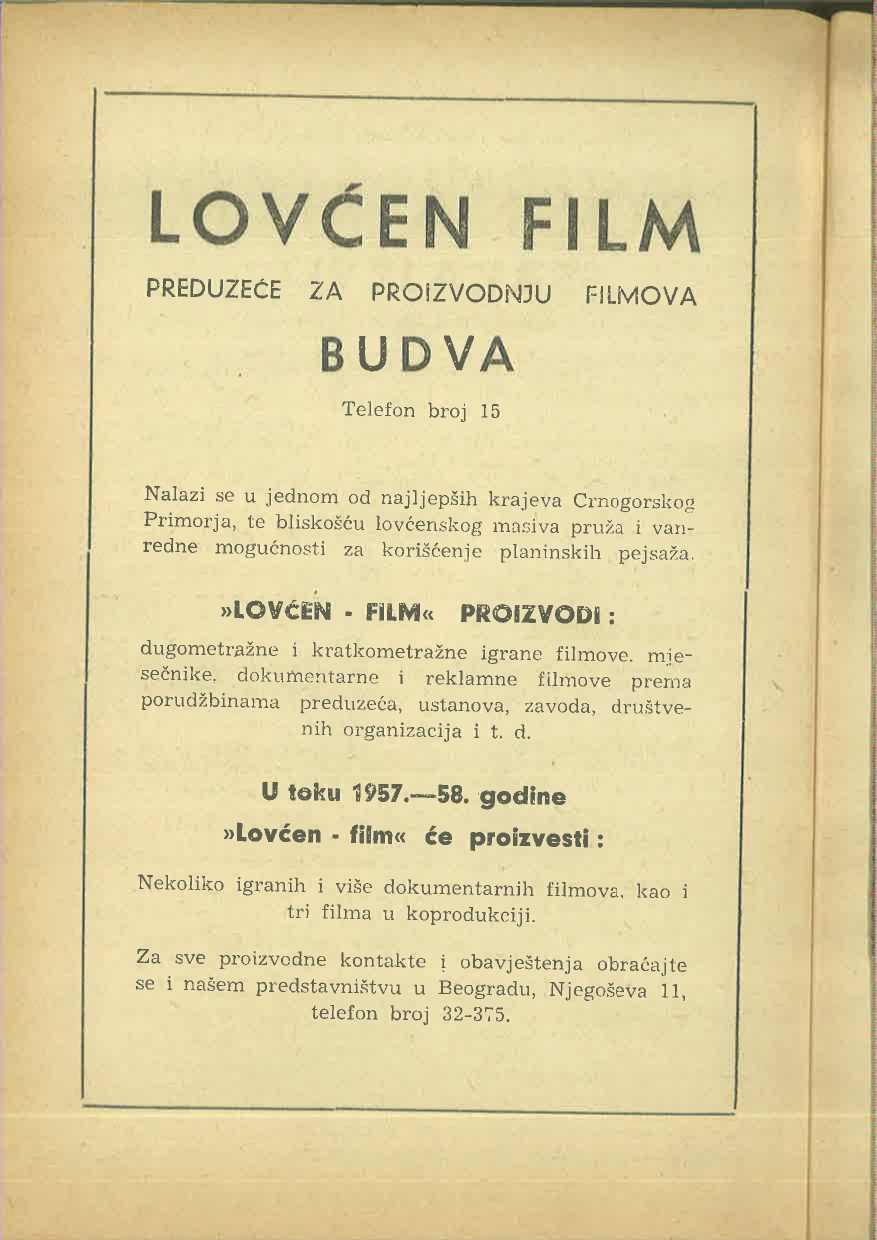 LOVĆEN FILM
PREDUZEĆE ZA PROIZVODNJU FILMOVA
BUDVA
Telefon broj 15
Nalazi se u jednom od najljepših krajeva Crnogorskog
Primorja, te bliskošću lovćenskog masiva pruža i van-
redne mogućnosti za korišćenje planinskih pejsaža.
»LOVĆEN - FILM« PROIZVODI :
dugometražne i kratkometražne igrane filmove. mje-
sečnike, dokumentarne i reklamne filmove prema
porudžbinama preduzeća, ustanova, zavoda, društve-
nih organizacija i t. d.
U toku 1957.—58. godine
»Lovćen - film« će proizvesti :
Nekoliko igranih i više dokumentarnih filmova, kao i
tri filma u koprodukciji.
Za sve proizvodne kontakte i obavještenja obraćajte
se i našem predstavništvu u Beogradu, Njegoševa 11,
telefon broj 32-375.